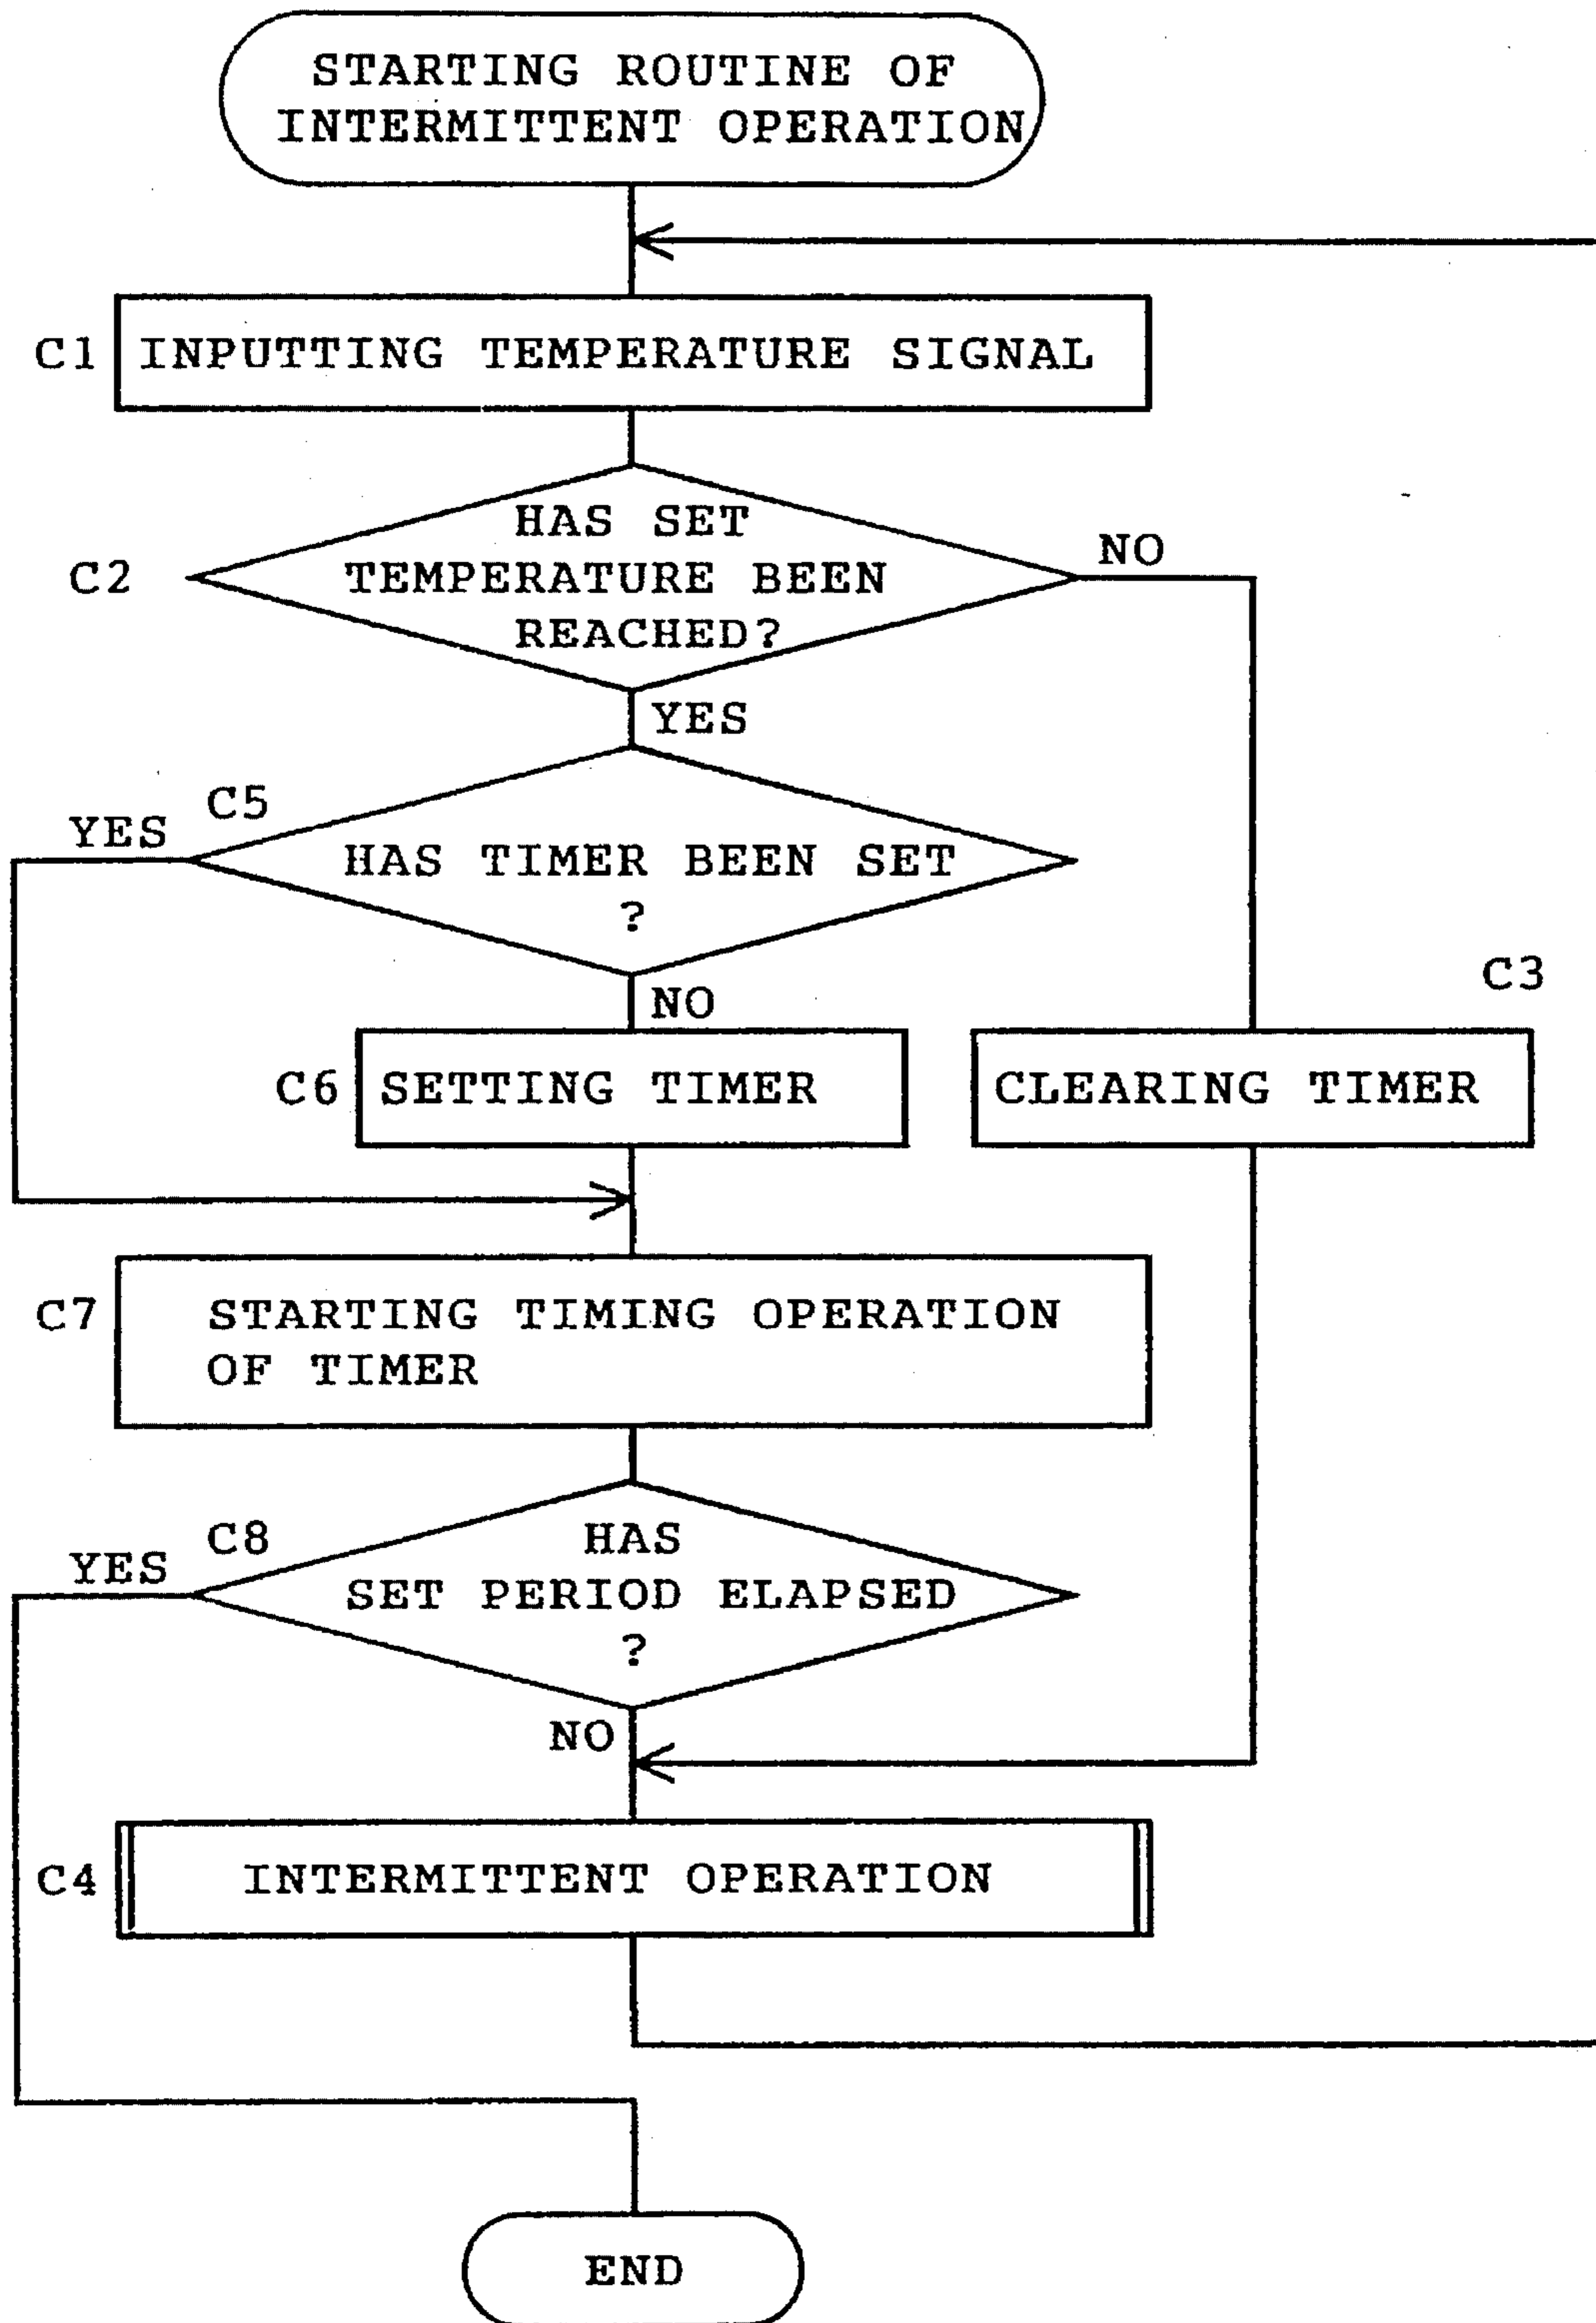 STARTING ROUTINE OF
INTERMITTENT OPERATION
C1 INPUTTING TEMPERATURE SIGNAL
C2
HAS SET
TEMPERATURE BEEN
REACHED?
NO
YES
C5
YES
HAS TIMER BEEN SET
?
NO
C3
C6 SETTING TIMER
CLEARING TIMER
C7
STARTING TIMING OPERATION
OF TIMER
C8
YES
HAS
SET PERIOD ELAPSED
?
NO
C4 INTERMITTENT OPERATION
END